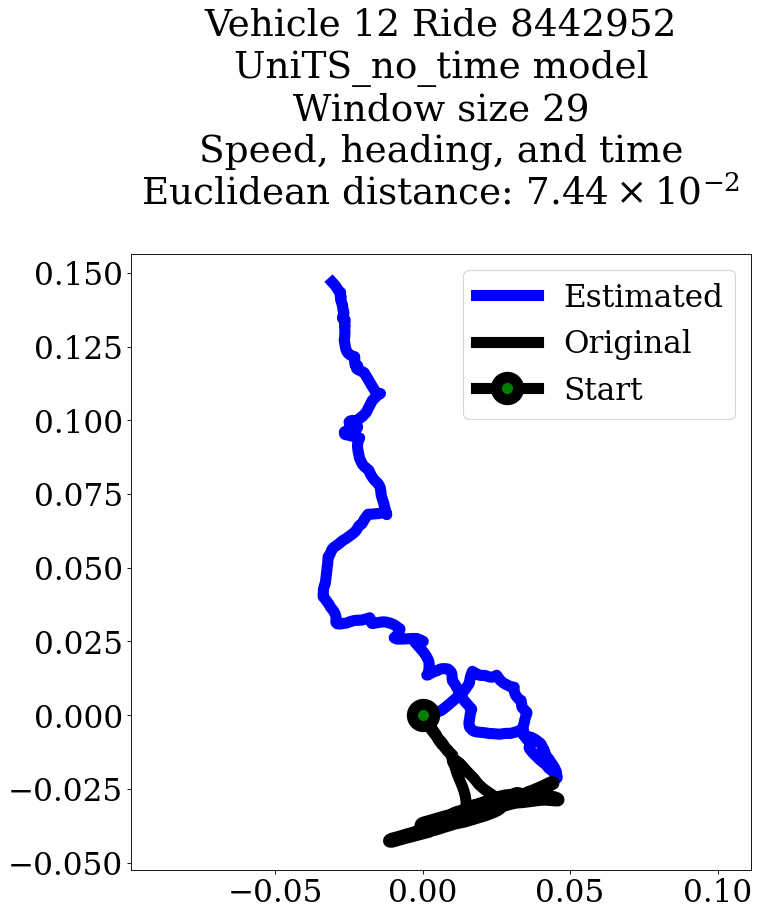 Vehicle 12 Ride 8442952
UniTS_no_time model
Window size 29
Speed, heading, and time
Euclidean distance: 7.44 × 10⁻²
Estimated
Original
Start
0.150
0.125
0.100
0.075
0.050
0.025
0.000
−0.025
−0.050
−0.05 0.00 0.05 0.10